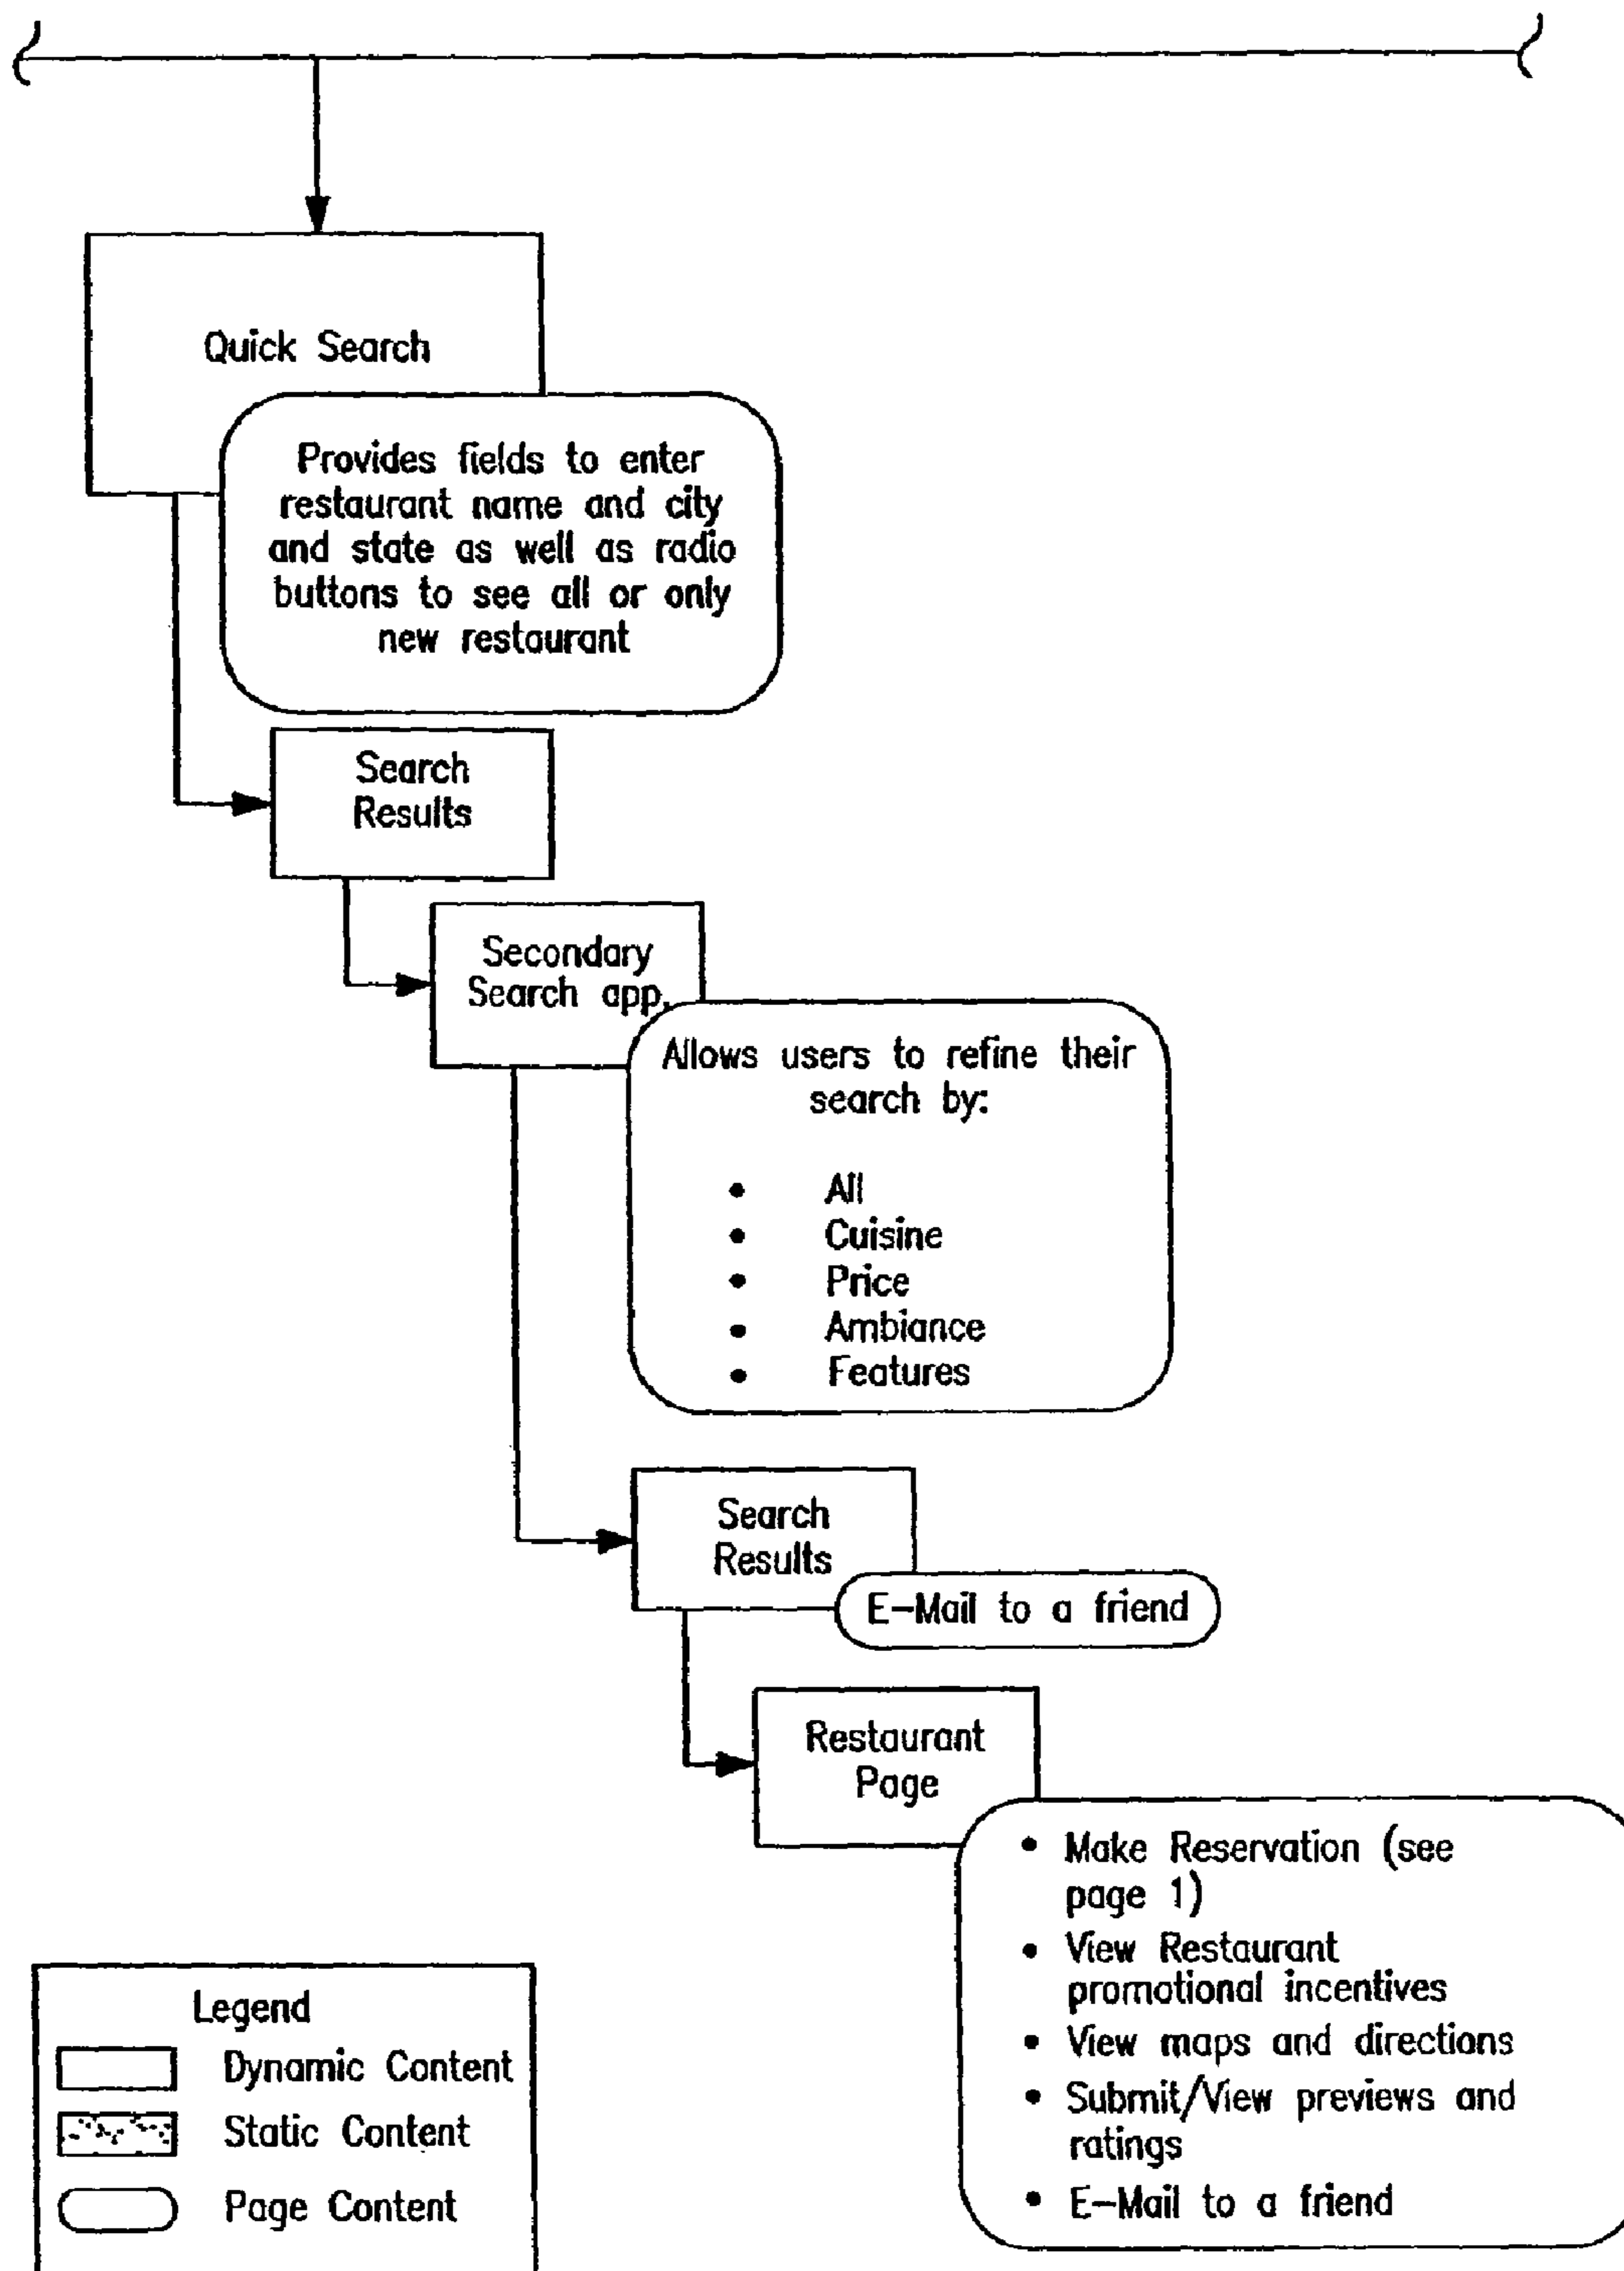 Quick Search
Provides fields to enter
restaurant name and city
and state as well as radio
buttons to see all or only
new restaurant
Search
Results
Secondary
Search app.
Allows users to refine their
search by:
• All
• Cuisine
• Price
• Ambiance
• Features
Search
Results
E-Mail to a friend
Restaurant
Page
• Make Reservation (see
page 1)
• View Restaurant
promotional incentives
• View maps and directions
• Submit/View previews and
ratings
• E-Mail to a friend
Legend
Dynamic Content
Static Content
Page Content